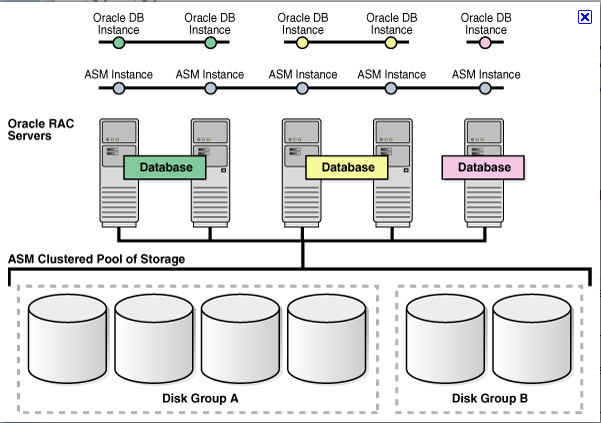 Oracle DB
Instance
Oracle DB
Instance
Oracle DB
Instance
Oracle DB
Instance
Oracle DB
Instance
ASM Instance
ASM Instance
ASM Instance
ASM Instance
ASM Instance
Oracle RAC
Servers
Database
Database
Database
ASM Clustered Pool of Storage
Disk Group A
Disk Group B